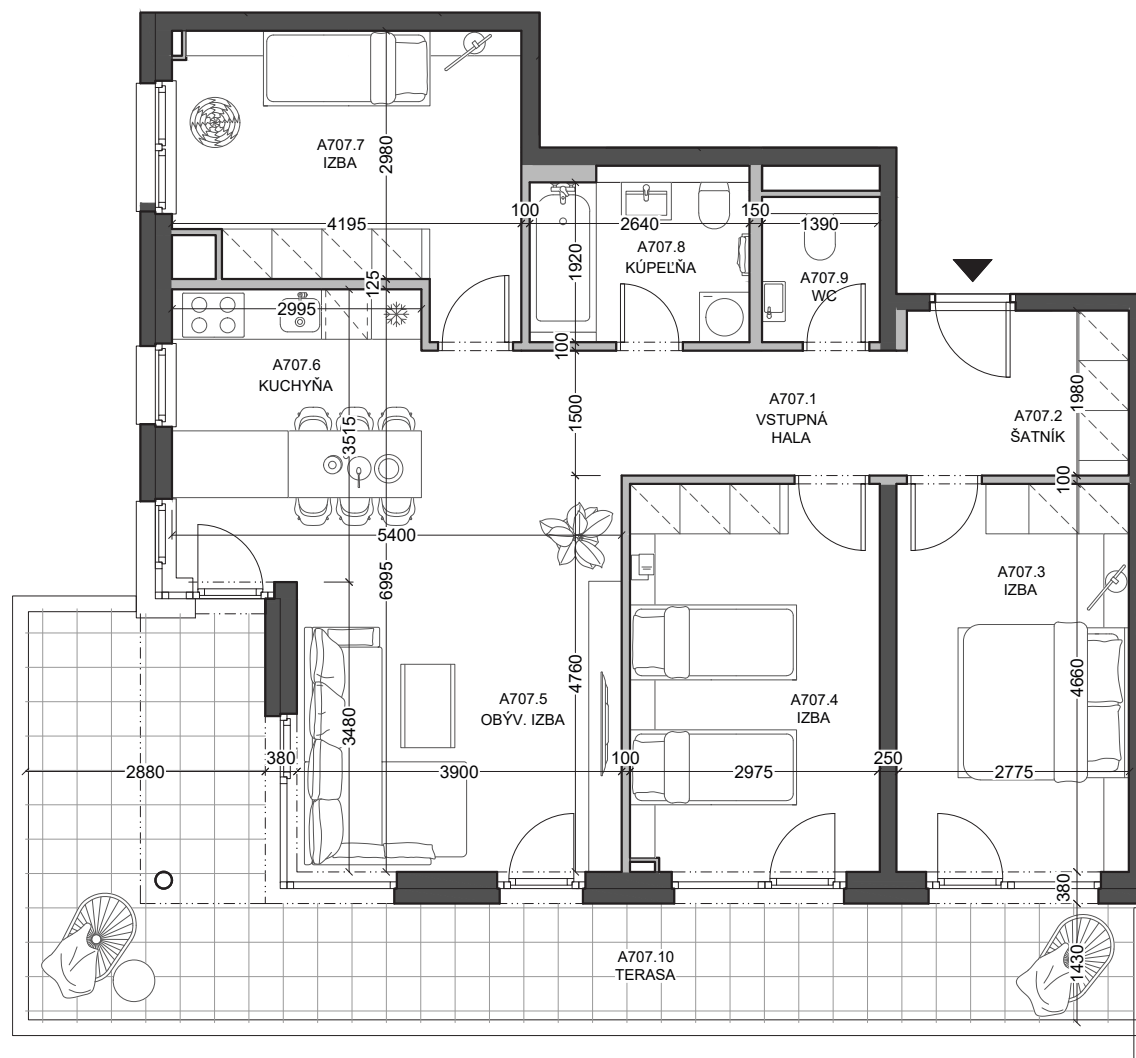 A707.7
IZBA
2980
4195
100
2640
150
1390
A707.8
KÚPEĽŇA
1920
A707.9
WC
125
2995
100
A707.6
KUCHYŇA
3515
1500
A707.1
VSTUPNÁ
HALA
1980
A707.2
ŠATNÍK
100
5400
6995
A707.3
IZBA
4760
4660
A707.5
OBÝV. IZBA
A707.4
IZBA
3480
2880
380
3900
100
2975
250
2775
380
A707.10
TERASA
1430